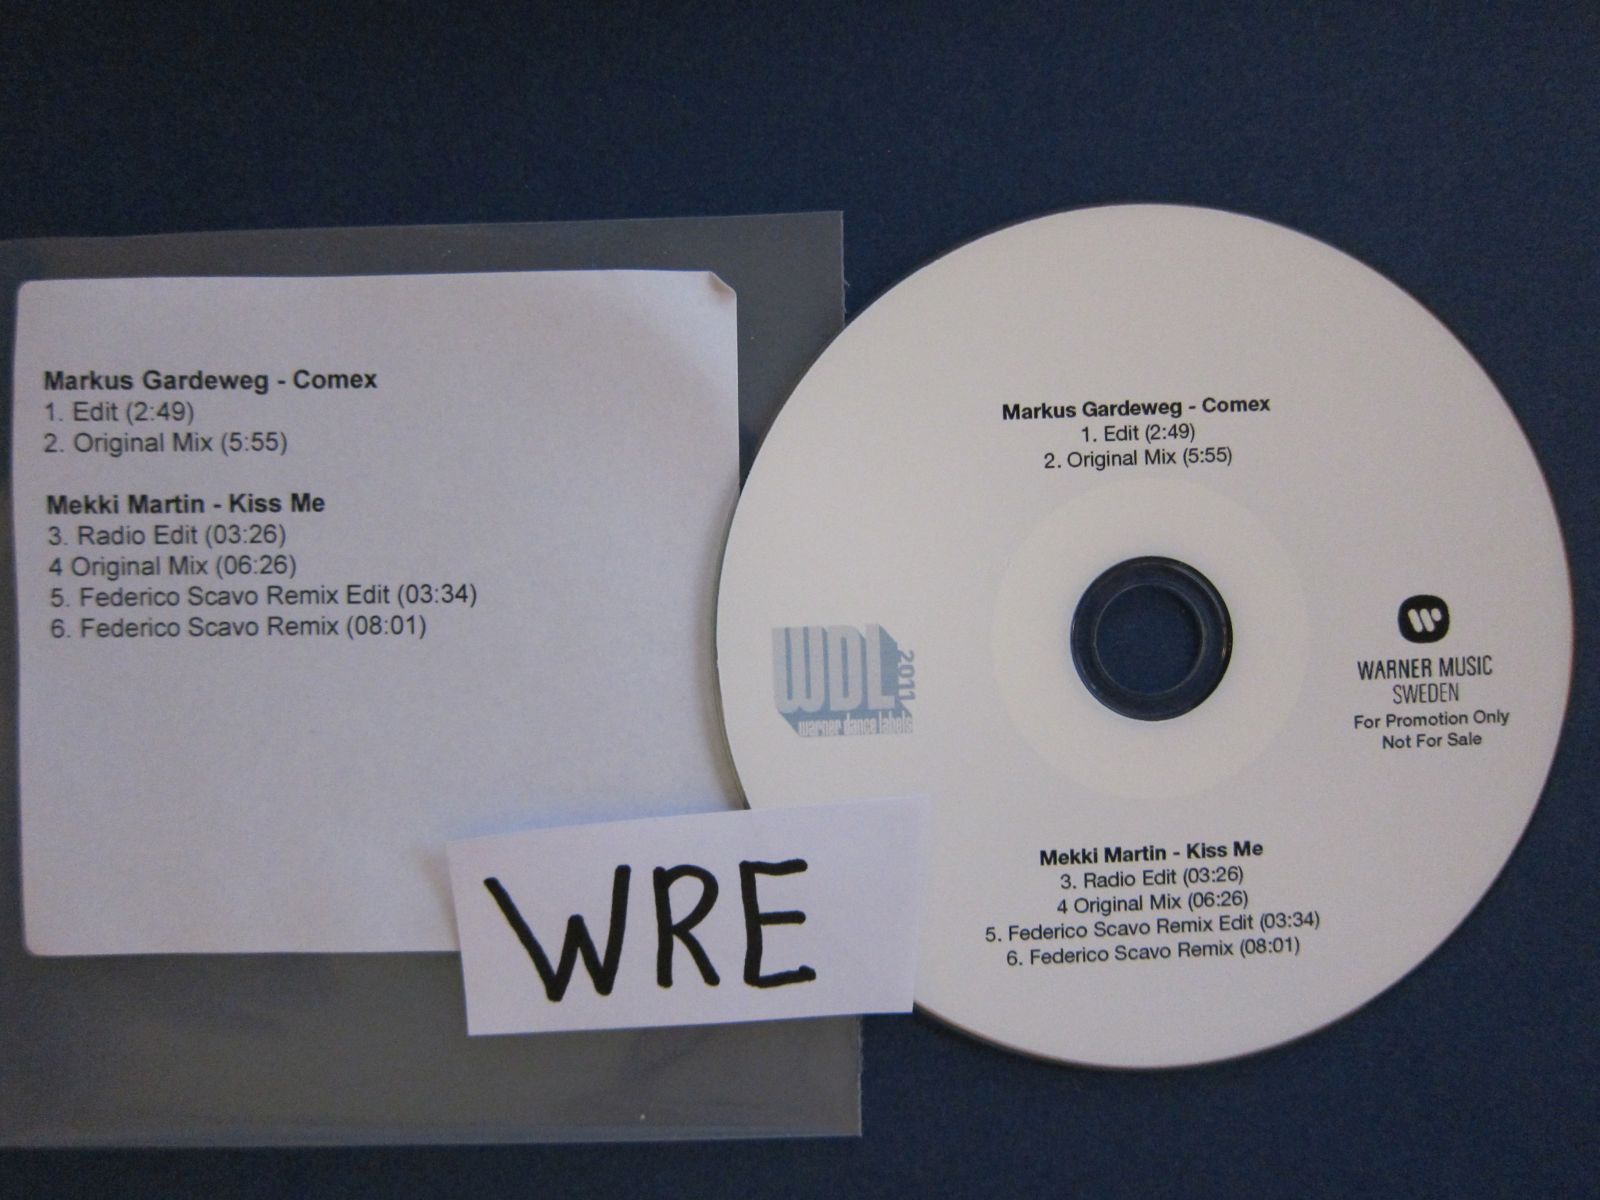 Markus Gardeweg - Comex
1. Edit (2:49)
2. Original Mix (5:55)
Mekki Martin - Kiss Me
3. Radio Edit (03:26)
4 Original Mix (06:26)
5. Federico Scavo Remix Edit (03:34)
6. Federico Scavo Remix (08:01)
WRE
Markus Gardeweg - Comex
1. Edit (2:49)
2. Original Mix (5:55)
WDL
2011
warner dance labels
WARNER MUSIC
SWEDEN
For Promotion Only
Not For Sale
Mekki Martin - Kiss Me
3. Radio Edit (03:26)
4 Original Mix (06:26)
5. Federico Scavo Remix Edit (03:34)
6. Federico Scavo Remix (08:01)